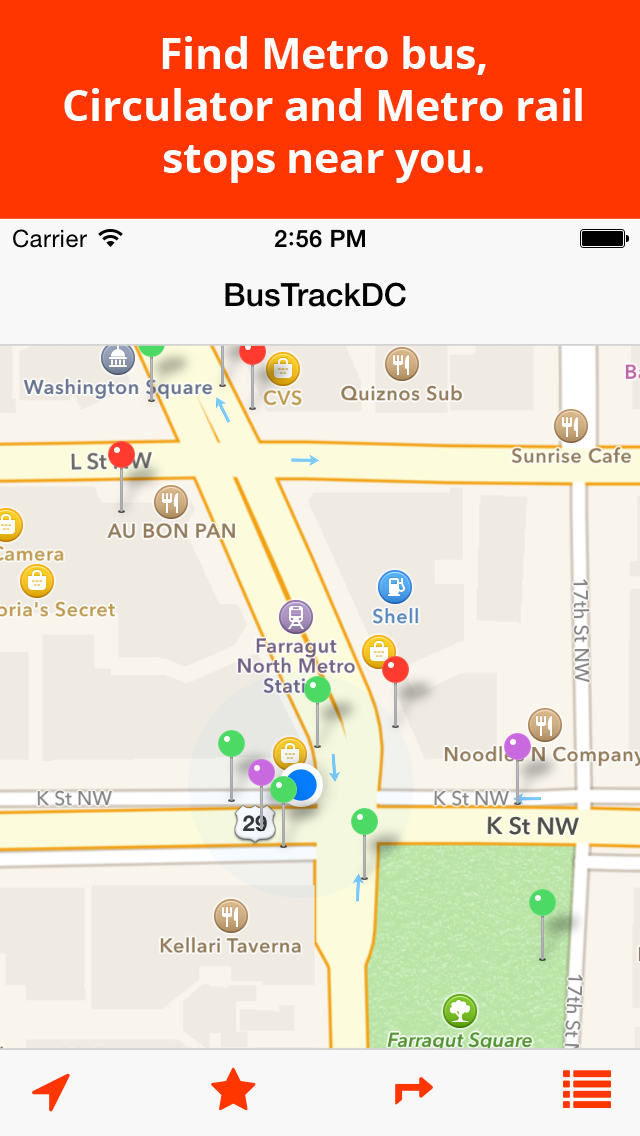 Find Metro bus,
Circulator and Metro rail
stops near you.
Carrier
2:56 PM
BusTrackDC
Washington Square
CVS
Quiznos Sub
L St NW
Sunrise Cafe
AU BON PAN
Camera
oria's Secret
Shell
17th St NW
Farragut
North Metro
Station
Noodles N Company
K St NW
K St NW
29
K St NW
Kellari Taverna
17th St N
Farragut Square